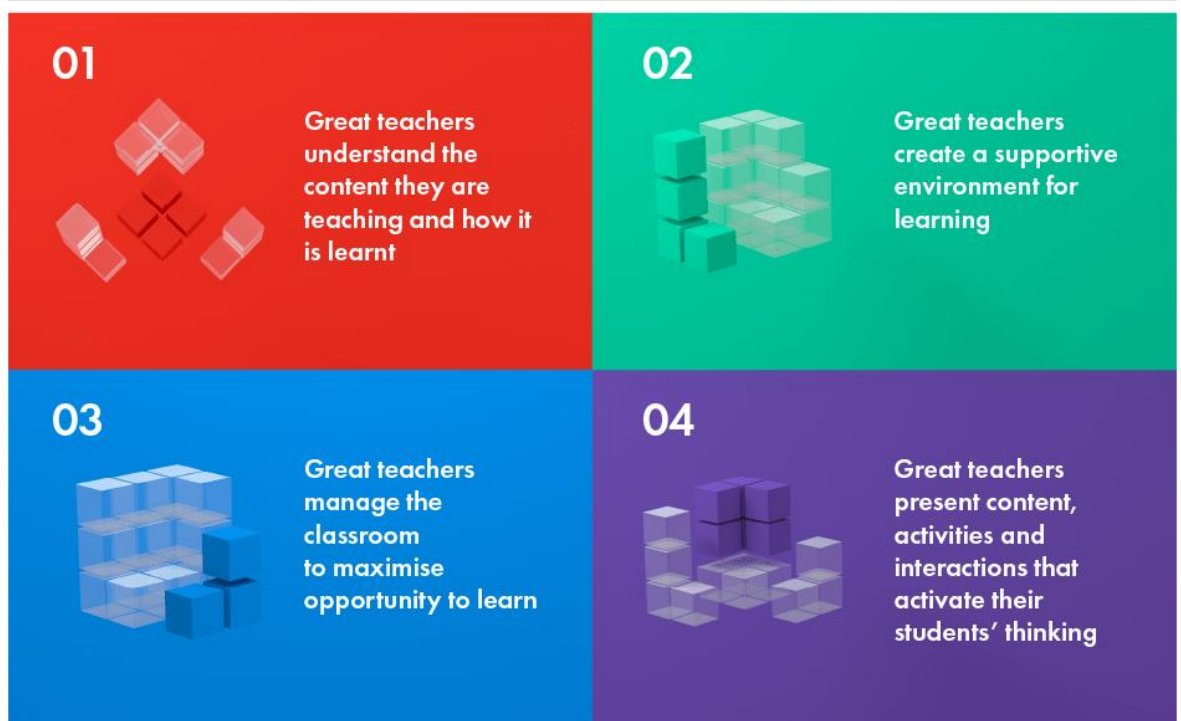 01
Great teachers
understand the
content they are
teaching and how it
is learnt
02
Great teachers
create a supportive
environment for
learning
03
Great teachers
manage the
classroom
to maximise
opportunity to learn
04
Great teachers
present content,
activities and
interactions that
activate their
students’ thinking